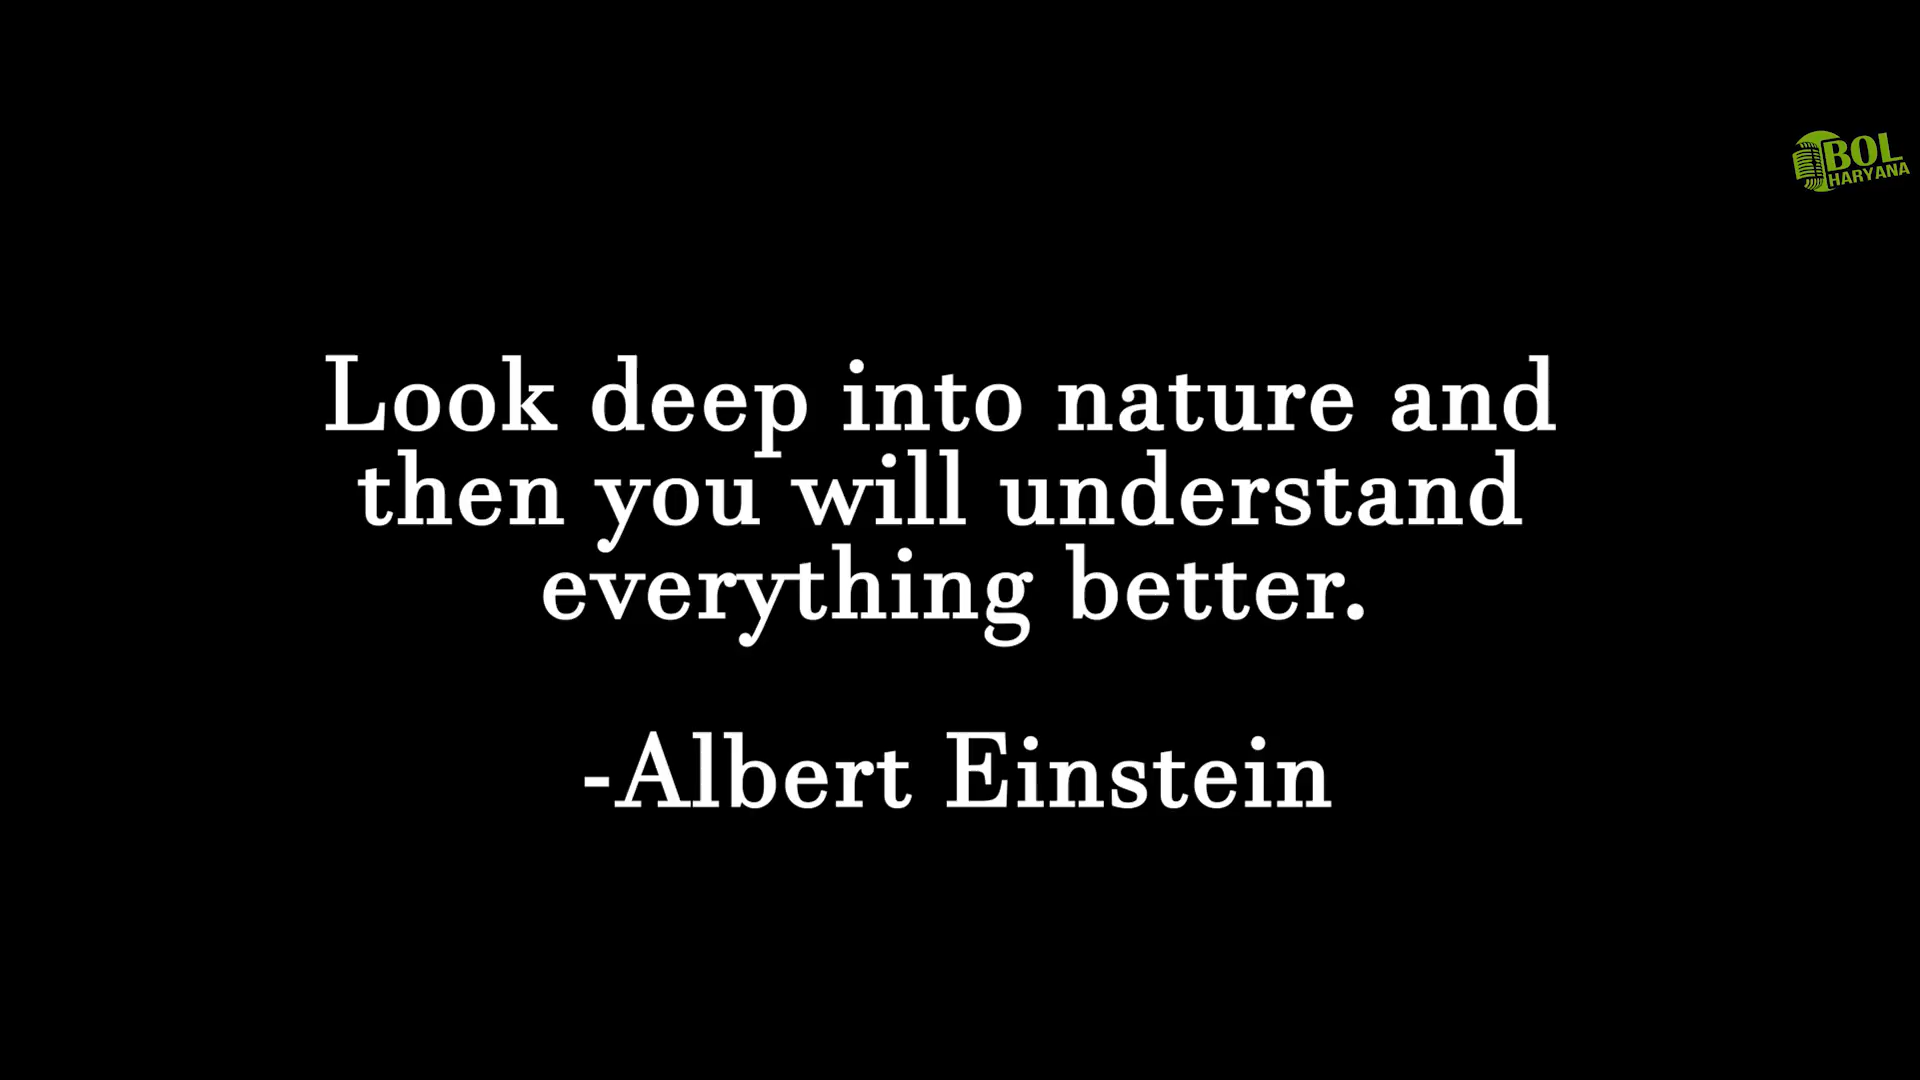 BOL
HARYANA
Look deep into nature and
then you will understand
everything better.
-Albert Einstein